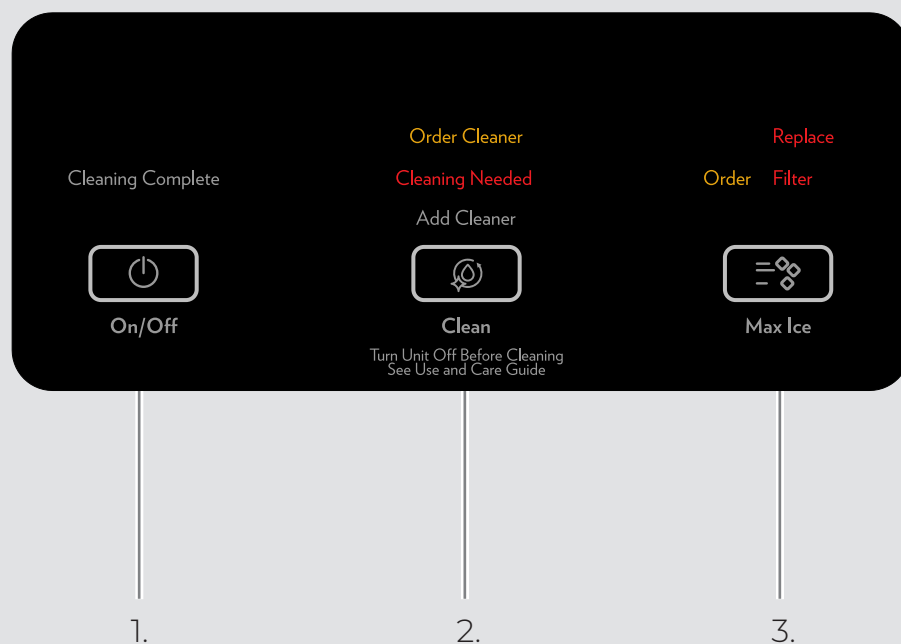 Order Cleaner
Replace
Cleaning Complete
Cleaning Needed
Order Filter
Add Cleaner
On/Off
Clean
Max Ice
Turn Unit Off Before Cleaning
See Use and Care Guide
1.
2.
3.